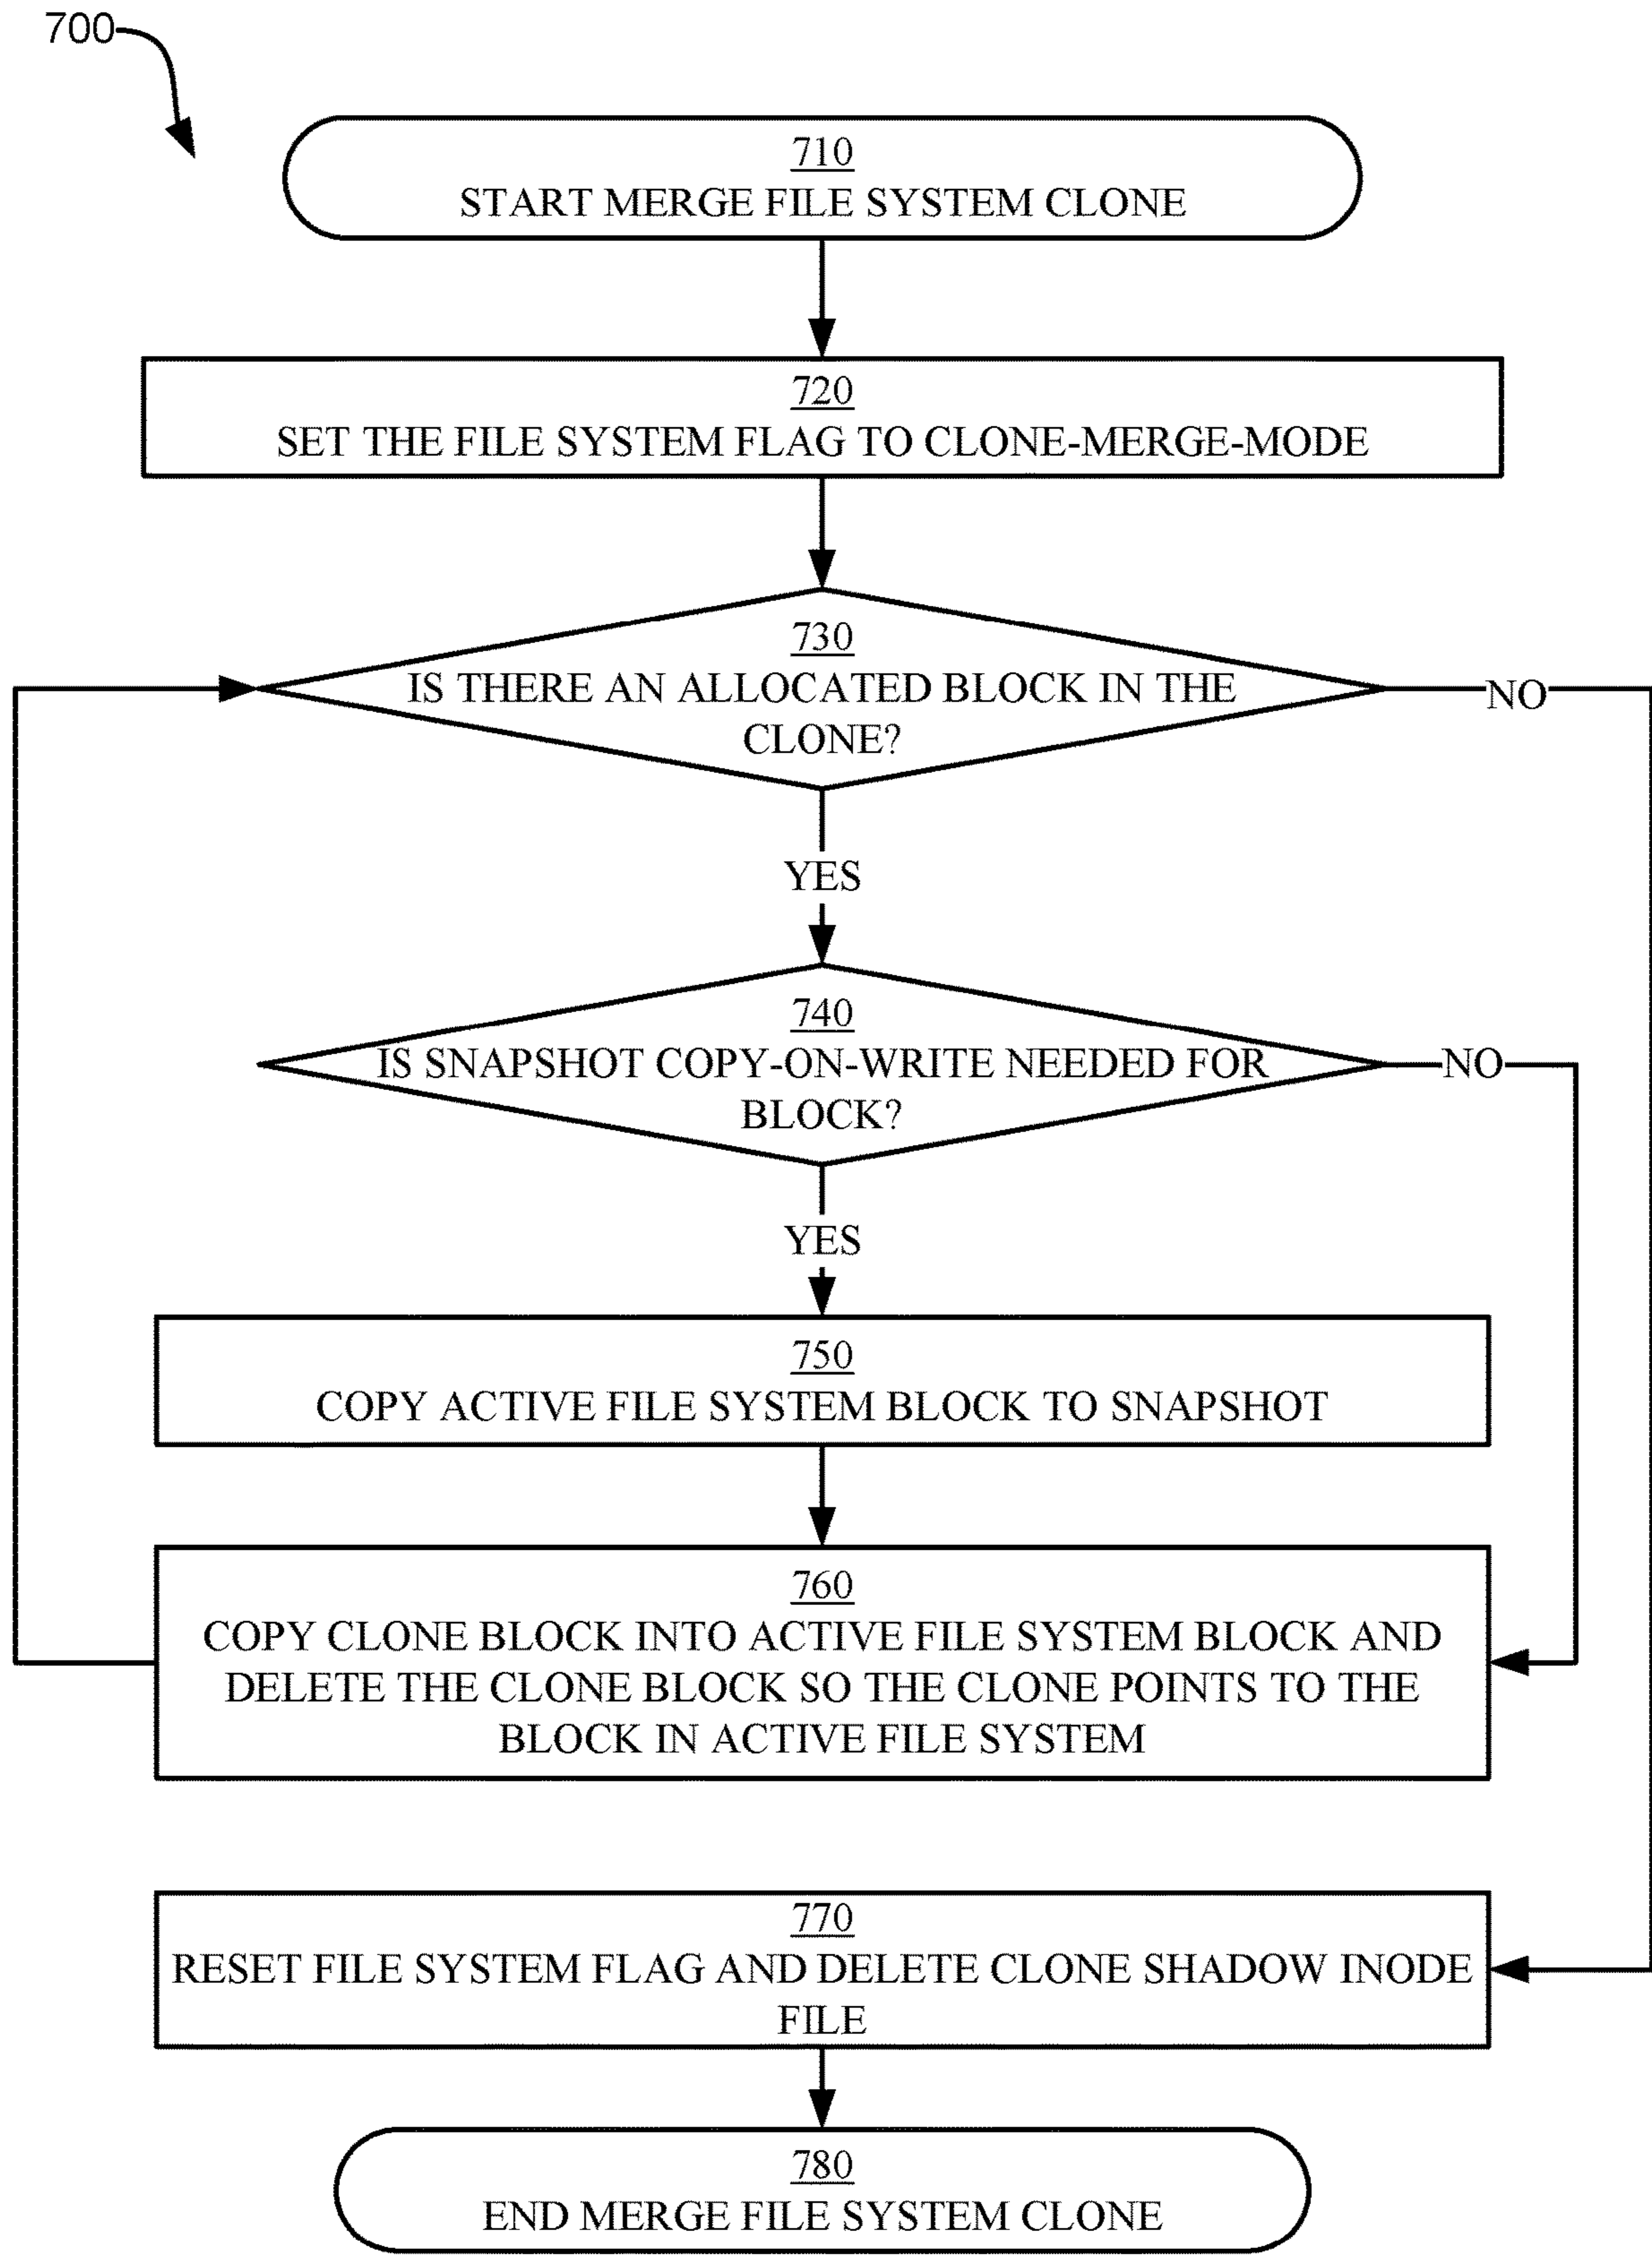 700
710
START MERGE FILE SYSTEM CLONE
720
SET THE FILE SYSTEM FLAG TO CLONE-MERGE-MODE
730
IS THERE AN ALLOCATED BLOCK IN THE
CLONE?
NO
YES
740
IS SNAPSHOT COPY-ON-WRITE NEEDED FOR
BLOCK?
NO
YES
750
COPY ACTIVE FILE SYSTEM BLOCK TO SNAPSHOT
760
COPY CLONE BLOCK INTO ACTIVE FILE SYSTEM BLOCK AND
DELETE THE CLONE BLOCK SO THE CLONE POINTS TO THE
BLOCK IN ACTIVE FILE SYSTEM
770
RESET FILE SYSTEM FLAG AND DELETE CLONE SHADOW INODE
FILE
780
END MERGE FILE SYSTEM CLONE